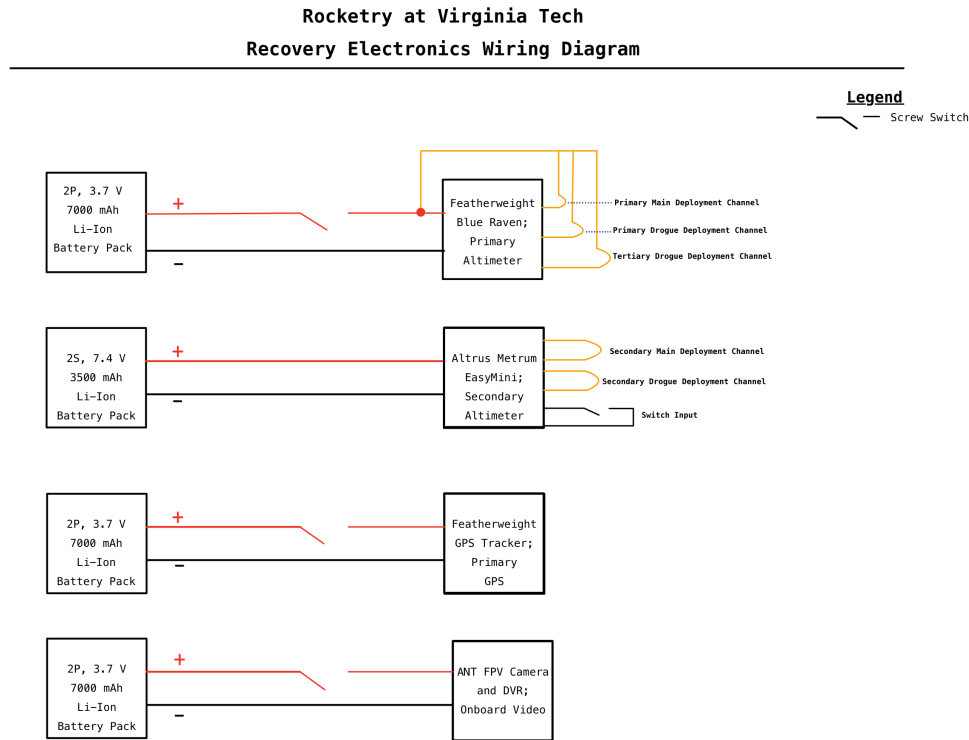 Rocketry at Virginia Tech
Recovery Electronics Wiring Diagram
Legend
Screw Switch
2P, 3.7 V
7000 mAh
Li-Ion
Battery Pack
+
−
Featherweight
Blue Raven;
Primary
Altimeter
Primary Main Deployment Channel
Primary Drogue Deployment Channel
Tertiary Drogue Deployment Channel
2S, 7.4 V
3500 mAh
Li-Ion
Battery Pack
+
−
Altrus Metrum
EasyMini;
Secondary
Altimeter
Secondary Main Deployment Channel
Secondary Drogue Deployment Channel
Switch Input
2P, 3.7 V
7000 mAh
Li-Ion
Battery Pack
+
−
Featherweight
GPS Tracker;
Primary
GPS
2P, 3.7 V
7000 mAh
Li-Ion
Battery Pack
+
−
ANT FPV Camera
and DVR;
Onboard Video